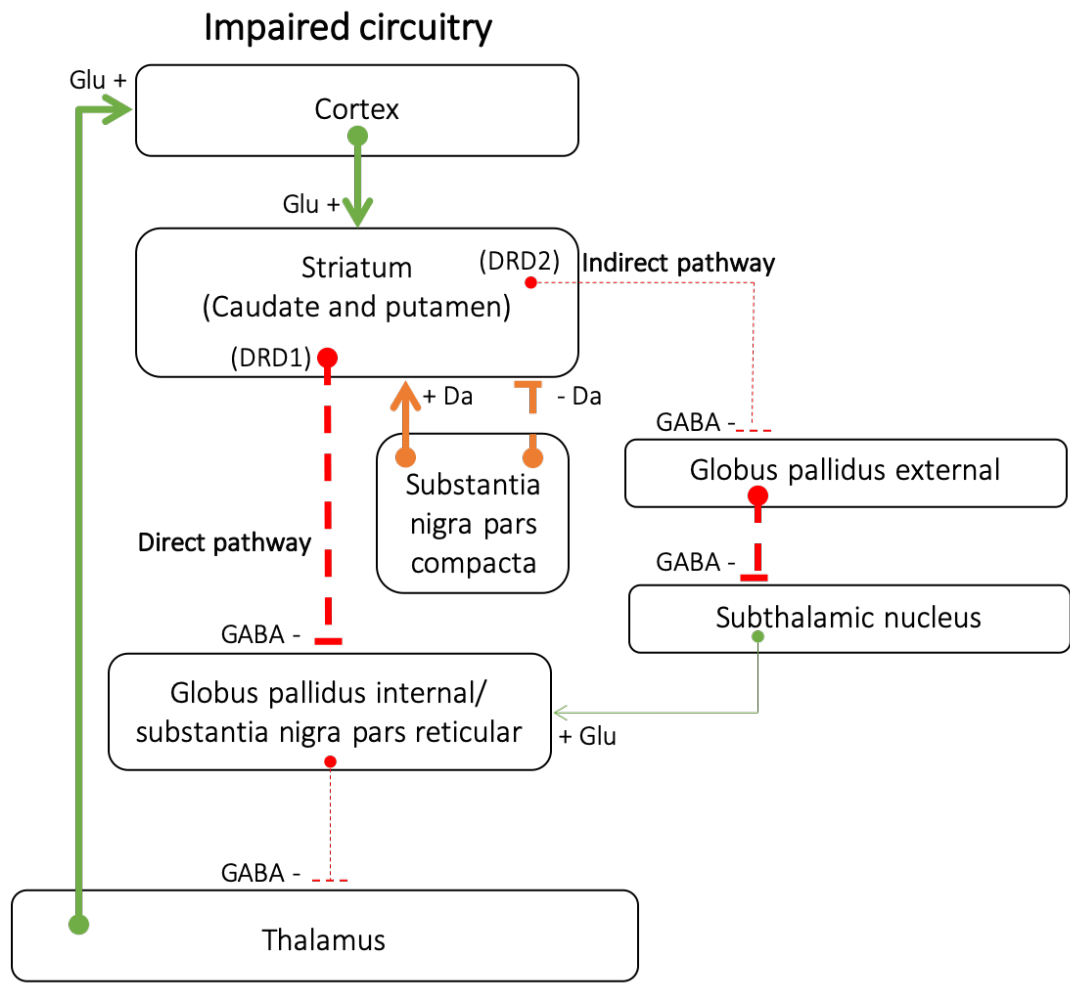 Impaired circuitry
Glu +
Cortex
Glu +
Striatum
(Caudate and putamen)
(DRD2)
Indirect pathway
(DRD1)
+ Da
- Da
GABA -
Globus pallidus external
Substantia
nigra pars
compacta
Direct pathway
GABA -
Subthalamic nucleus
GABA -
Globus pallidus internal/
substantia nigra pars reticular
+ Glu
GABA -
Thalamus